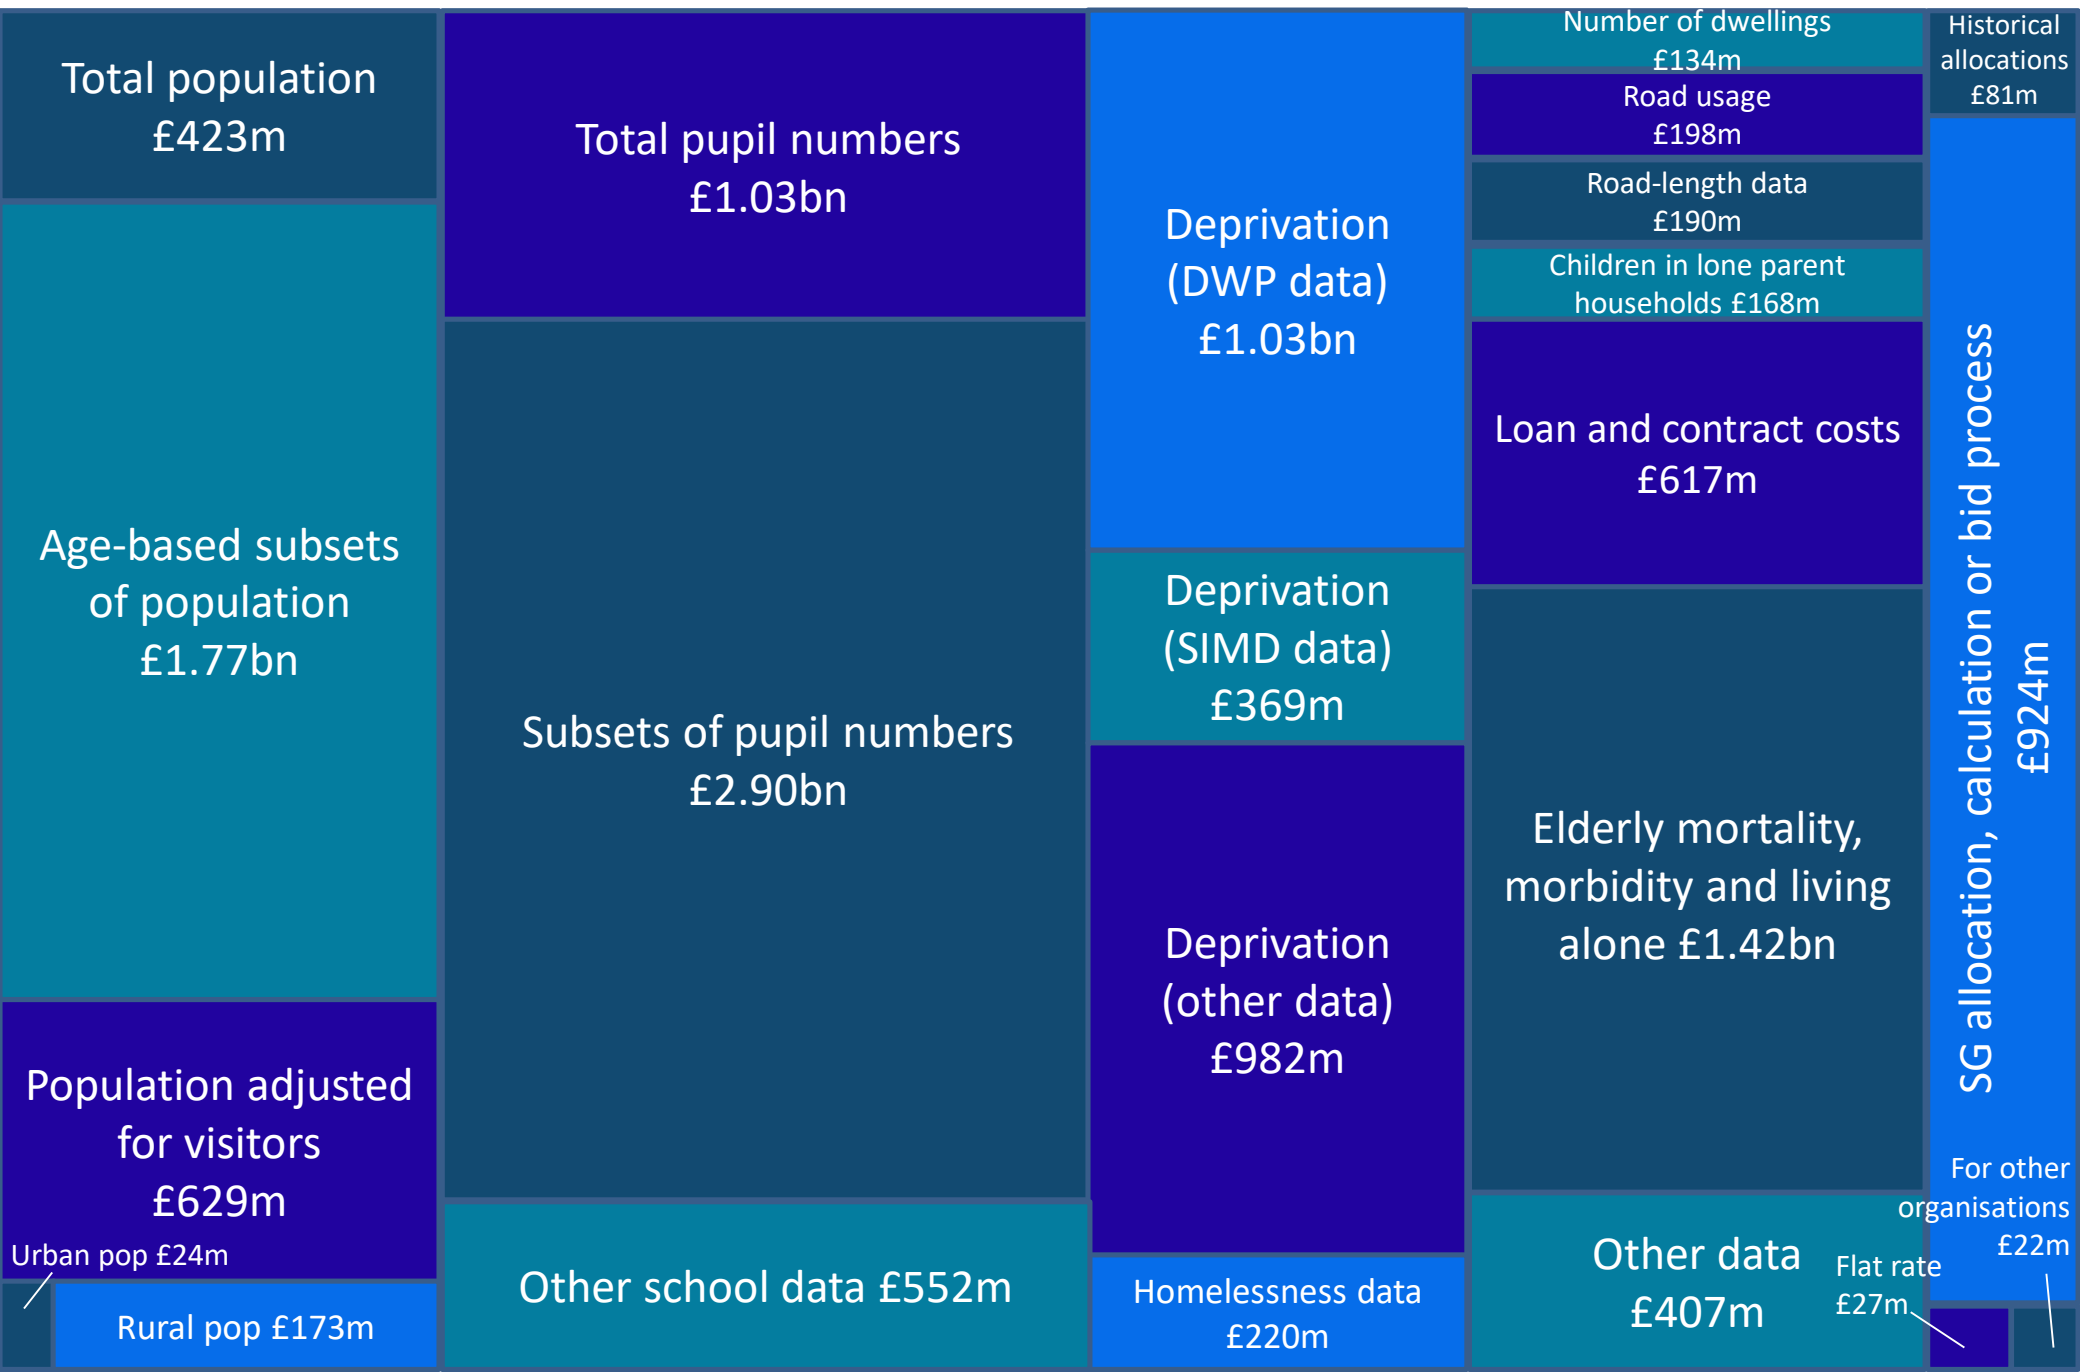 Total population
£423m
Age-based subsets
of population
£1.77bn
Population adjusted
for visitors
£629m
Urban pop £24m
Rural pop £173m
Total pupil numbers
£1.03bn
Subsets of pupil numbers
£2.90bn
Other school data £552m
Deprivation
(DWP data)
£1.03bn
Deprivation
(SIMD data)
£369m
Deprivation
(other data)
£982m
Homelessness data
£220m
Number of dwellings
£134m
Road usage
£198m
Road-length data
£190m
Children in lone parent
households £168m
Loan and contract costs
£617m
Elderly mortality,
morbidity and living
alone £1.42bn
Other data
£407m
Historical
allocations
£81m
SG allocation, calculation or bid process
£924m
For other
organisations
£22m
Flat rate
£27m